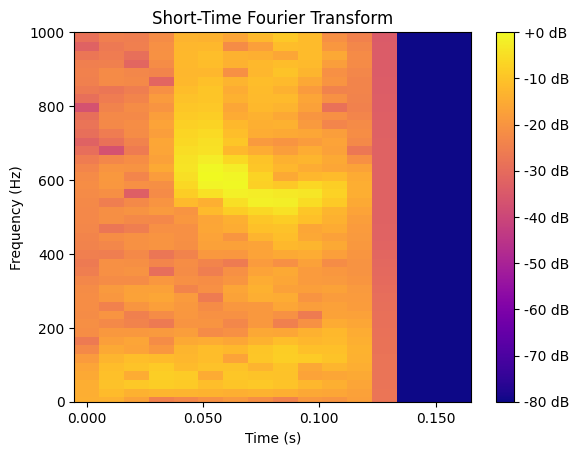 Short-Time Fourier Transform
1000
800
600
400
200
0
Frequency (Hz)
0.000
0.050
0.100
0.150
Time (s)
+0 dB
-10 dB
-20 dB
-30 dB
-40 dB
-50 dB
-60 dB
-70 dB
-80 dB